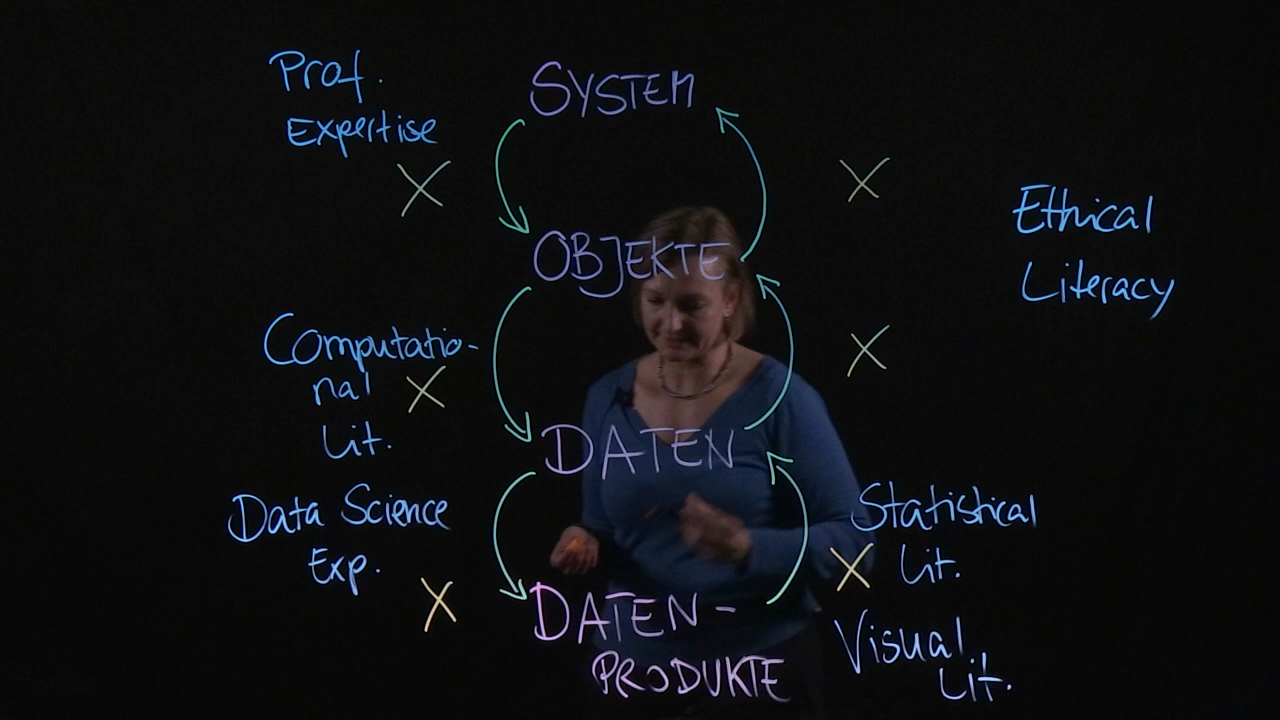 Prof.
Expertise
SYSTEM
X
X
Ethical
Literacy
OBJEKTE
Computatio-
nal
Lit.
X
X
DATEN
Data Science
Exp.
X
Statistical
Lit.
X
Visual
Lit.
DATEN-
PRODUKTE